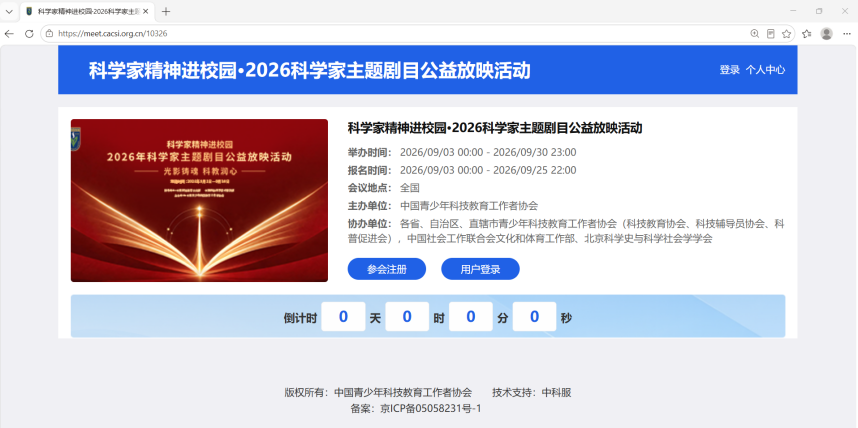 科学家精神进校园·2026科学家主
https://meet.cacsi.org.cn/10326
科学家精神进校园·2026科学家主题剧目公益放映活动
登录 个人中心
科学家精神进校园
2026年科学家主题剧目公益放映活动
光影铸魂 科教润心
科学家精神进校园·2026科学家主题剧目公益放映活动
举办时间： 2026/09/03 00:00 - 2026/09/30 23:00
报名时间： 2026/09/03 00:00 - 2026/09/25 22:00
会议地点： 全国
主办单位： 中国青少年科技教育工作者协会
协办单位： 各省、自治区、直辖市青少年科技教育工作者协会（科技教育协会、科技辅导员协会、科
普促进会），中国社会工作联合会文化和体育工作部、北京科学史与科学社会学学会
参会注册 用户登录
倒计时 0 天 0 时 0 分 0 秒
版权所有：中国青少年科技教育工作者协会 技术支持：中科服
备案：京ICP备05058231号-1